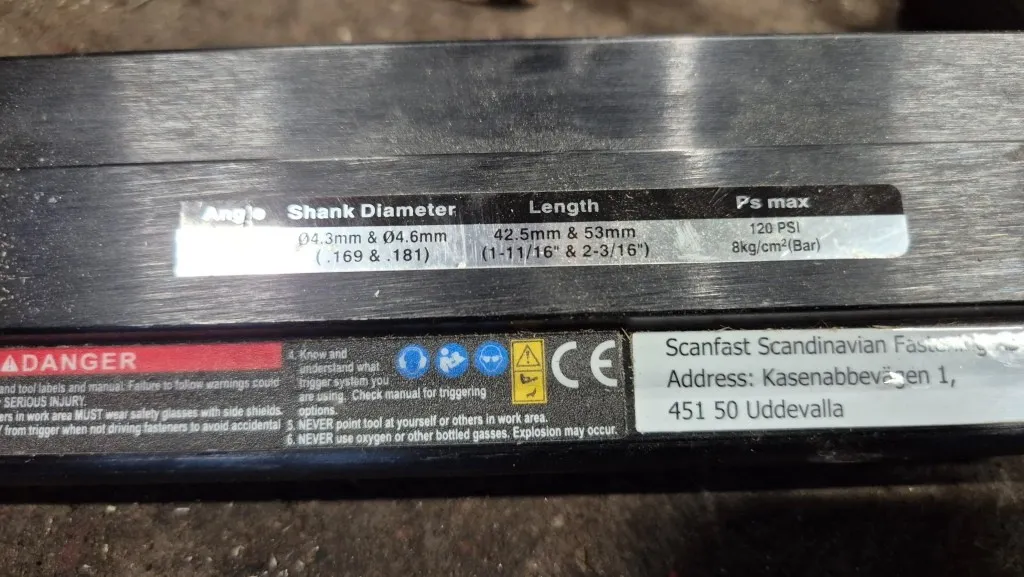 Angle Shank Diameter Length Ps max
Ø4.3mm & Ø4.6mm 42.5mm & 53mm 120 PSI
( .169 & .181) (1-11/16" & 2-3/16") 8kg/cm²(Bar)
DANGER
and tool labels and manual. Failure to follow warnings could
SERIOUS INJURY.
ers in work area MUST wear safety glasses with side shields.
from trigger when not driving fasteners to avoid accidental
4. Know and
understand what
trigger system you
are using. Check manual for triggering
options.
5. NEVER point tool at yourself or others in work area.
6. NEVER use oxygen or other bottled gasses. Explosion may occur.
CE
Scanfast Scandinavian Fastening
Address: Kasenabbevägen 1,
451 50 Uddevalla